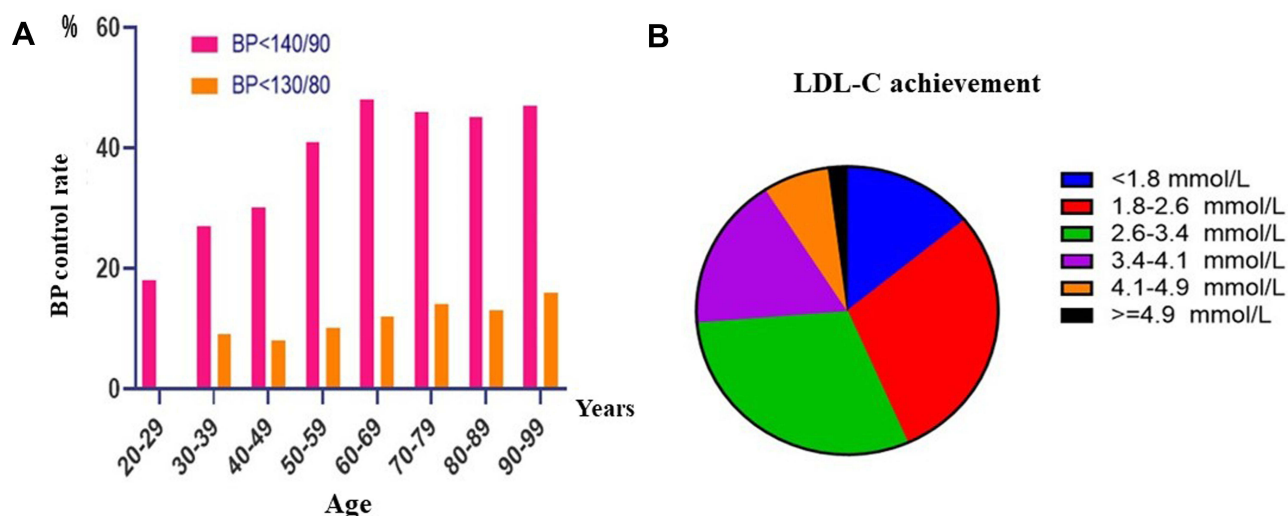 A
%
60
40
20
0
BP<140/90
BP<130/80
BP control rate
20-29
30-39
40-49
50-59
60-69
70-79
80-89
90-99
Years
Age
B
LDL-C achievement
<1.8 mmol/L
1.8-2.6 mmol/L
2.6-3.4 mmol/L
3.4-4.1 mmol/L
4.1-4.9 mmol/L
>=4.9 mmol/L